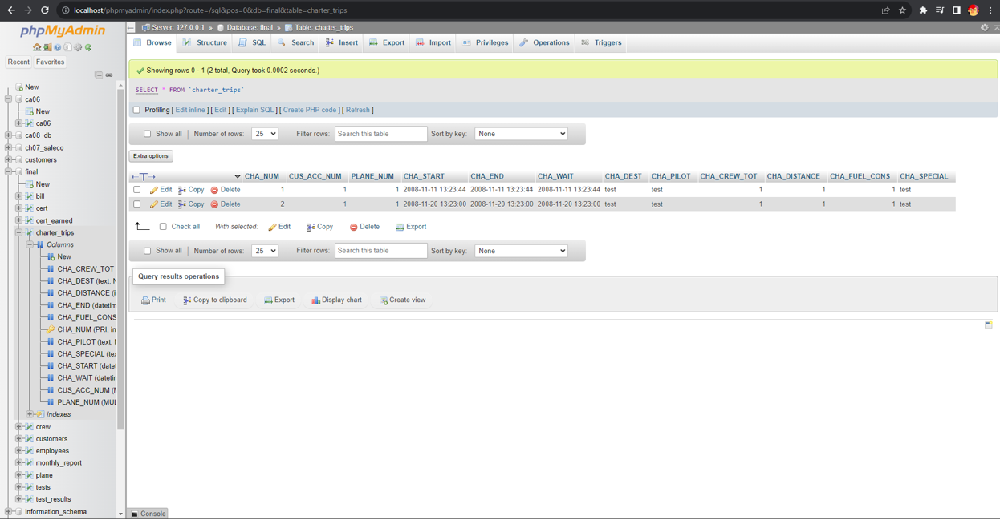 localhost/phpmyadmin/index.php?route=/sql&pos=0&db=final&table=charter_trips
phpMyAdmin
Recent Favorites
New
ca06
New
ca06
ca08_db
ch07_saleco
customers
final
New
bill
cert
cert_earned
charter_trips
Columns
New
CHA_CREW_TOT
CHA_DEST (text, N
CHA_DISTANCE (i
CHA_END (datetim
CHA_FUEL_CONS
CHA_NUM (PRI, in
CHA_PILOT (text, N
CHA_SPECIAL (tex
CHA_START (datet
CHA_WAIT (datetim
CUS_ACC_NUM (M
PLANE_NUM (MUL
Indexes
crew
customers
employees
monthly_report
plane
tests
test_results
information_schema
Server: 127.0.0.1 » Database: final » Table: charter_trips
Browse Structure SQL Search Insert Export Import Privileges Operations Triggers
Showing rows 0 - 1 (2 total, Query took 0.0002 seconds.)
SELECT * FROM `charter_trips`
Profiling [ Edit inline ] [ Edit ] [ Explain SQL ] [ Create PHP code ] [ Refresh ]
Show all | Number of rows: 25 Filter rows: Search this table Sort by key: None
Extra options
←T→ CHA_NUM CUS_ACC_NUM PLANE_NUM CHA_START CHA_END CHA_WAIT CHA_DEST CHA_PILOT CHA_CREW_TOT CHA_DISTANCE CHA_FUEL_CONS CHA_SPECIAL
Edit Copy Delete 1 1 1 2008-11-11 13:23:44 2008-11-11 13:23:44 2008-11-11 13:23:44 test test 1 1 1 test
Edit Copy Delete 2 1 1 2008-11-20 13:23:00 2008-11-20 13:23:00 2008-11-20 13:23:00 test test 1 1 1 test
Check all With selected: Edit Copy Delete Export
Show all | Number of rows: 25 Filter rows: Search this table Sort by key: None
Query results operations
Print Copy to clipboard Export Display chart Create view
Console